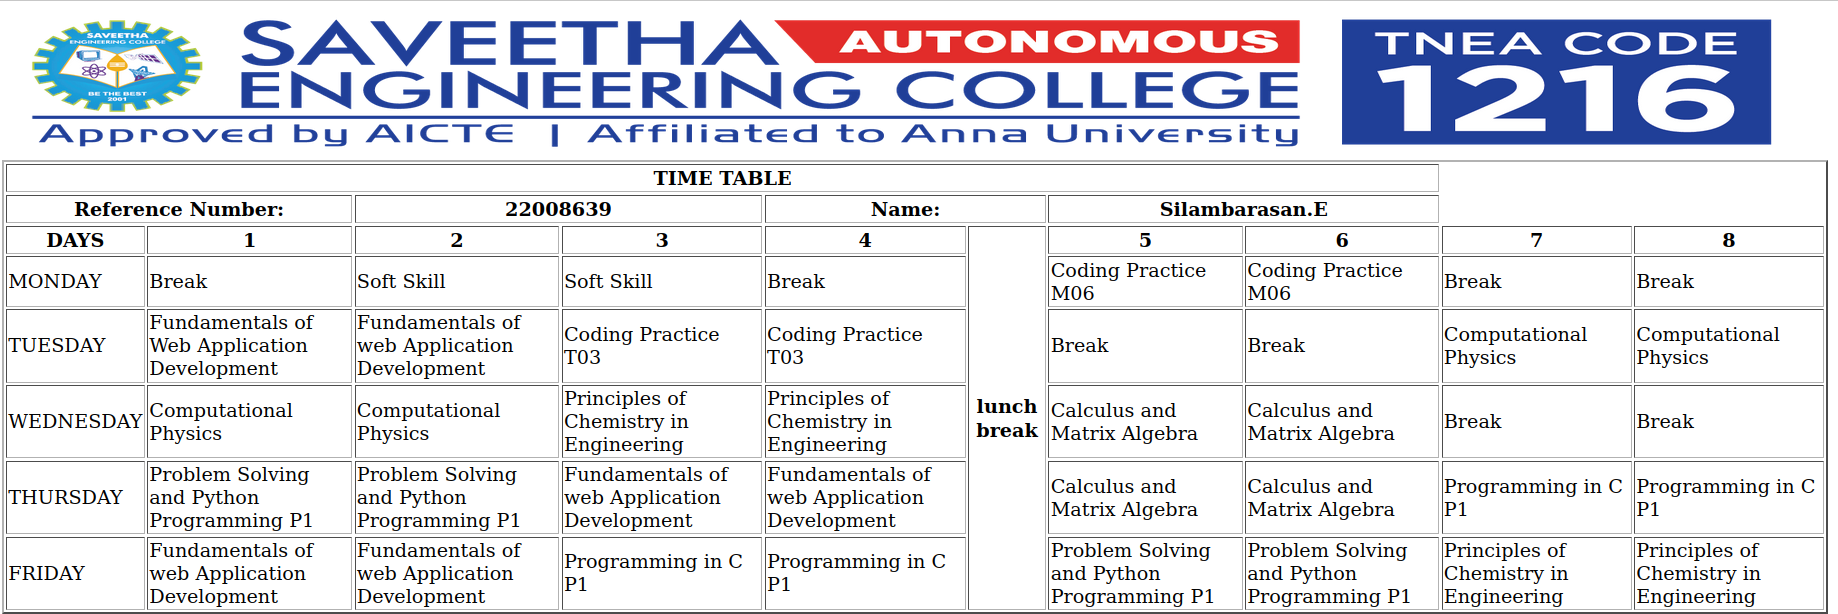 SAVEETHA
ENGINEERING COLLEGE
BE THE BEST
2001
SAVEETHA AUTONOMOUS
ENGINEERING COLLEGE
Approved by AICTE | Affiliated to Anna University
TNEA CODE
1216
TIME TABLE
Reference Number: 22008639 Name: Silambarasan.E
DAYS 1 2 3 4 lunch break 5 6 7 8
MONDAY Break Soft Skill Soft Skill Break Coding Practice M06 Coding Practice M06 Break Break
TUESDAY Fundamentals of Web Application Development Fundamentals of web Application Development Coding Practice T03 Coding Practice T03 Break Break Computational Physics Computational Physics
WEDNESDAY Computational Physics Computational Physics Principles of Chemistry in Engineering Principles of Chemistry in Engineering Calculus and Matrix Algebra Calculus and Matrix Algebra Break Break
THURSDAY Problem Solving and Python Programming P1 Problem Solving and Python Programming P1 Fundamentals of web Application Development Fundamentals of web Application Development Calculus and Matrix Algebra Calculus and Matrix Algebra Programming in C P1 Programming in C P1
FRIDAY Fundamentals of web Application Development Fundamentals of web Application Development Programming in C P1 Programming in C P1 Problem Solving and Python Programming P1 Problem Solving and Python Programming P1 Principles of Chemistry in Engineering Principles of Chemistry in Engineering